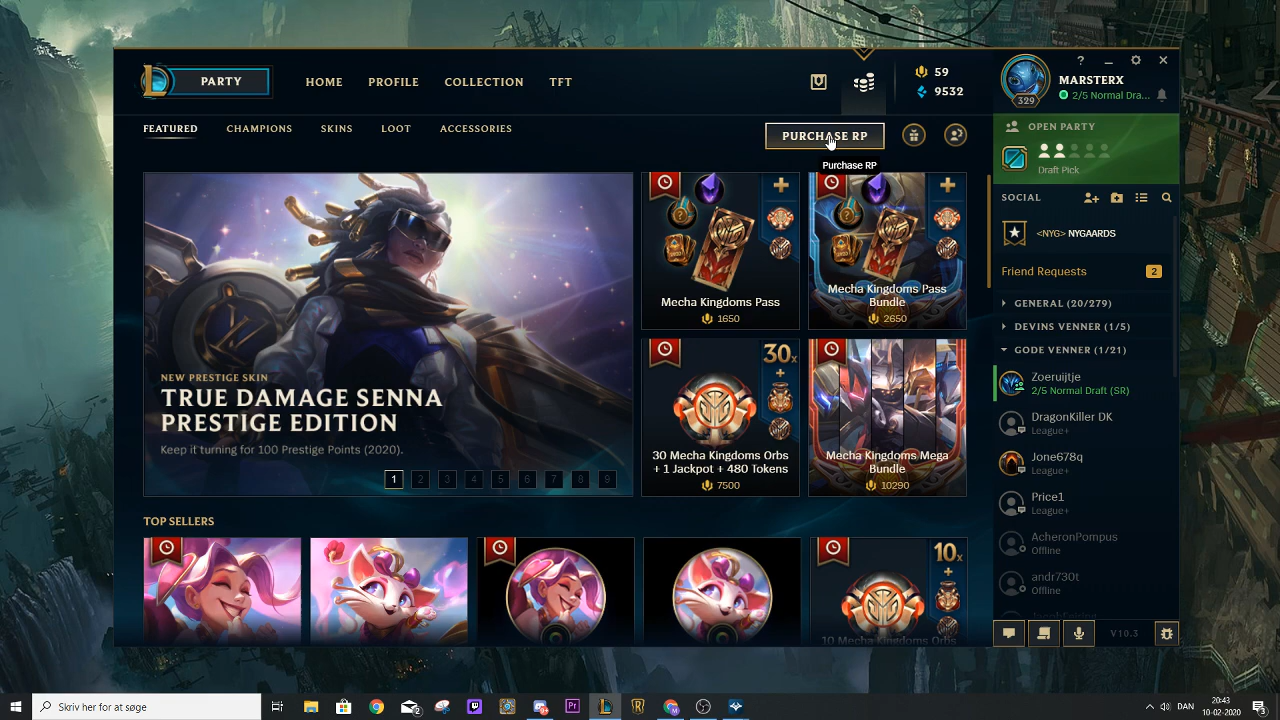 PARTY
HOME
PROFILE
COLLECTION
TFT
59
9532
?
329
MARSTERX
2/5 Normal Dra...
FEATURED
CHAMPIONS
SKINS
LOOT
ACCESSORIES
PURCHASE RP
Purchase RP
NEW PRESTIGE SKIN
TRUE DAMAGE SENNA
PRESTIGE EDITION
Keep it turning for 100 Prestige Points (2020).
1 2 3 4 5 6 7 8 9
Mecha Kingdoms Pass
1650
Mecha Kingdoms Pass
Bundle
2650
30x
30 Mecha Kingdoms Orbs
+ 1 Jackpot + 480 Tokens
7500
Mecha Kingdoms Mega
Bundle
10290
TOP SELLERS
10x
10 Mecha Kingdoms Orbs
OPEN PARTY
Draft Pick
SOCIAL
<NYG> NYGAARDS
Friend Requests
2
GENERAL (20/279)
DEVINS VENNER (1/5)
GODE VENNER (1/21)
Zoeruijtje
2/5 Normal Draft (SR)
DragonKiller DK
League+
Jone678q
League+
Price1
League+
AcheronPompus
Offline
andr730t
Offline
V10.3
Skriv her for at søge
Pr
DAN
20:43
10-02-2020